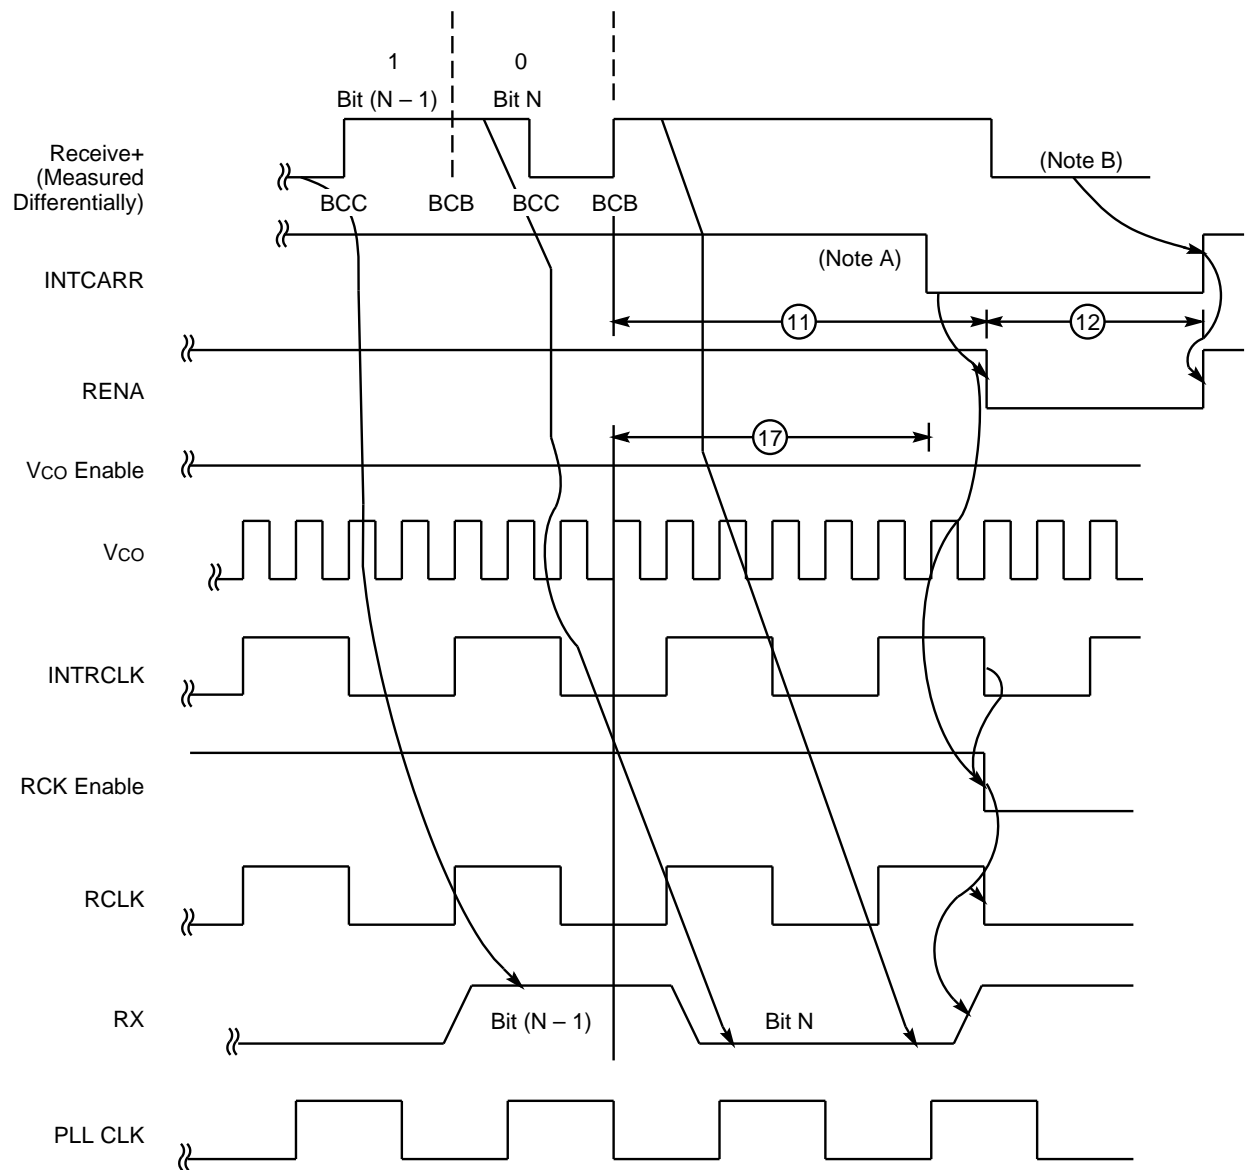 1
0
Bit (N – 1)
Bit N
Receive+
(Measured
Differentially)
(Note B)
BCC
BCB
BCC
BCB
(Note A)
INTCARR
11
12
RENA
17
VCO Enable
VCO
INTRCLK
RCK Enable
RCLK
RX
Bit (N – 1)
Bit N
PLL CLK